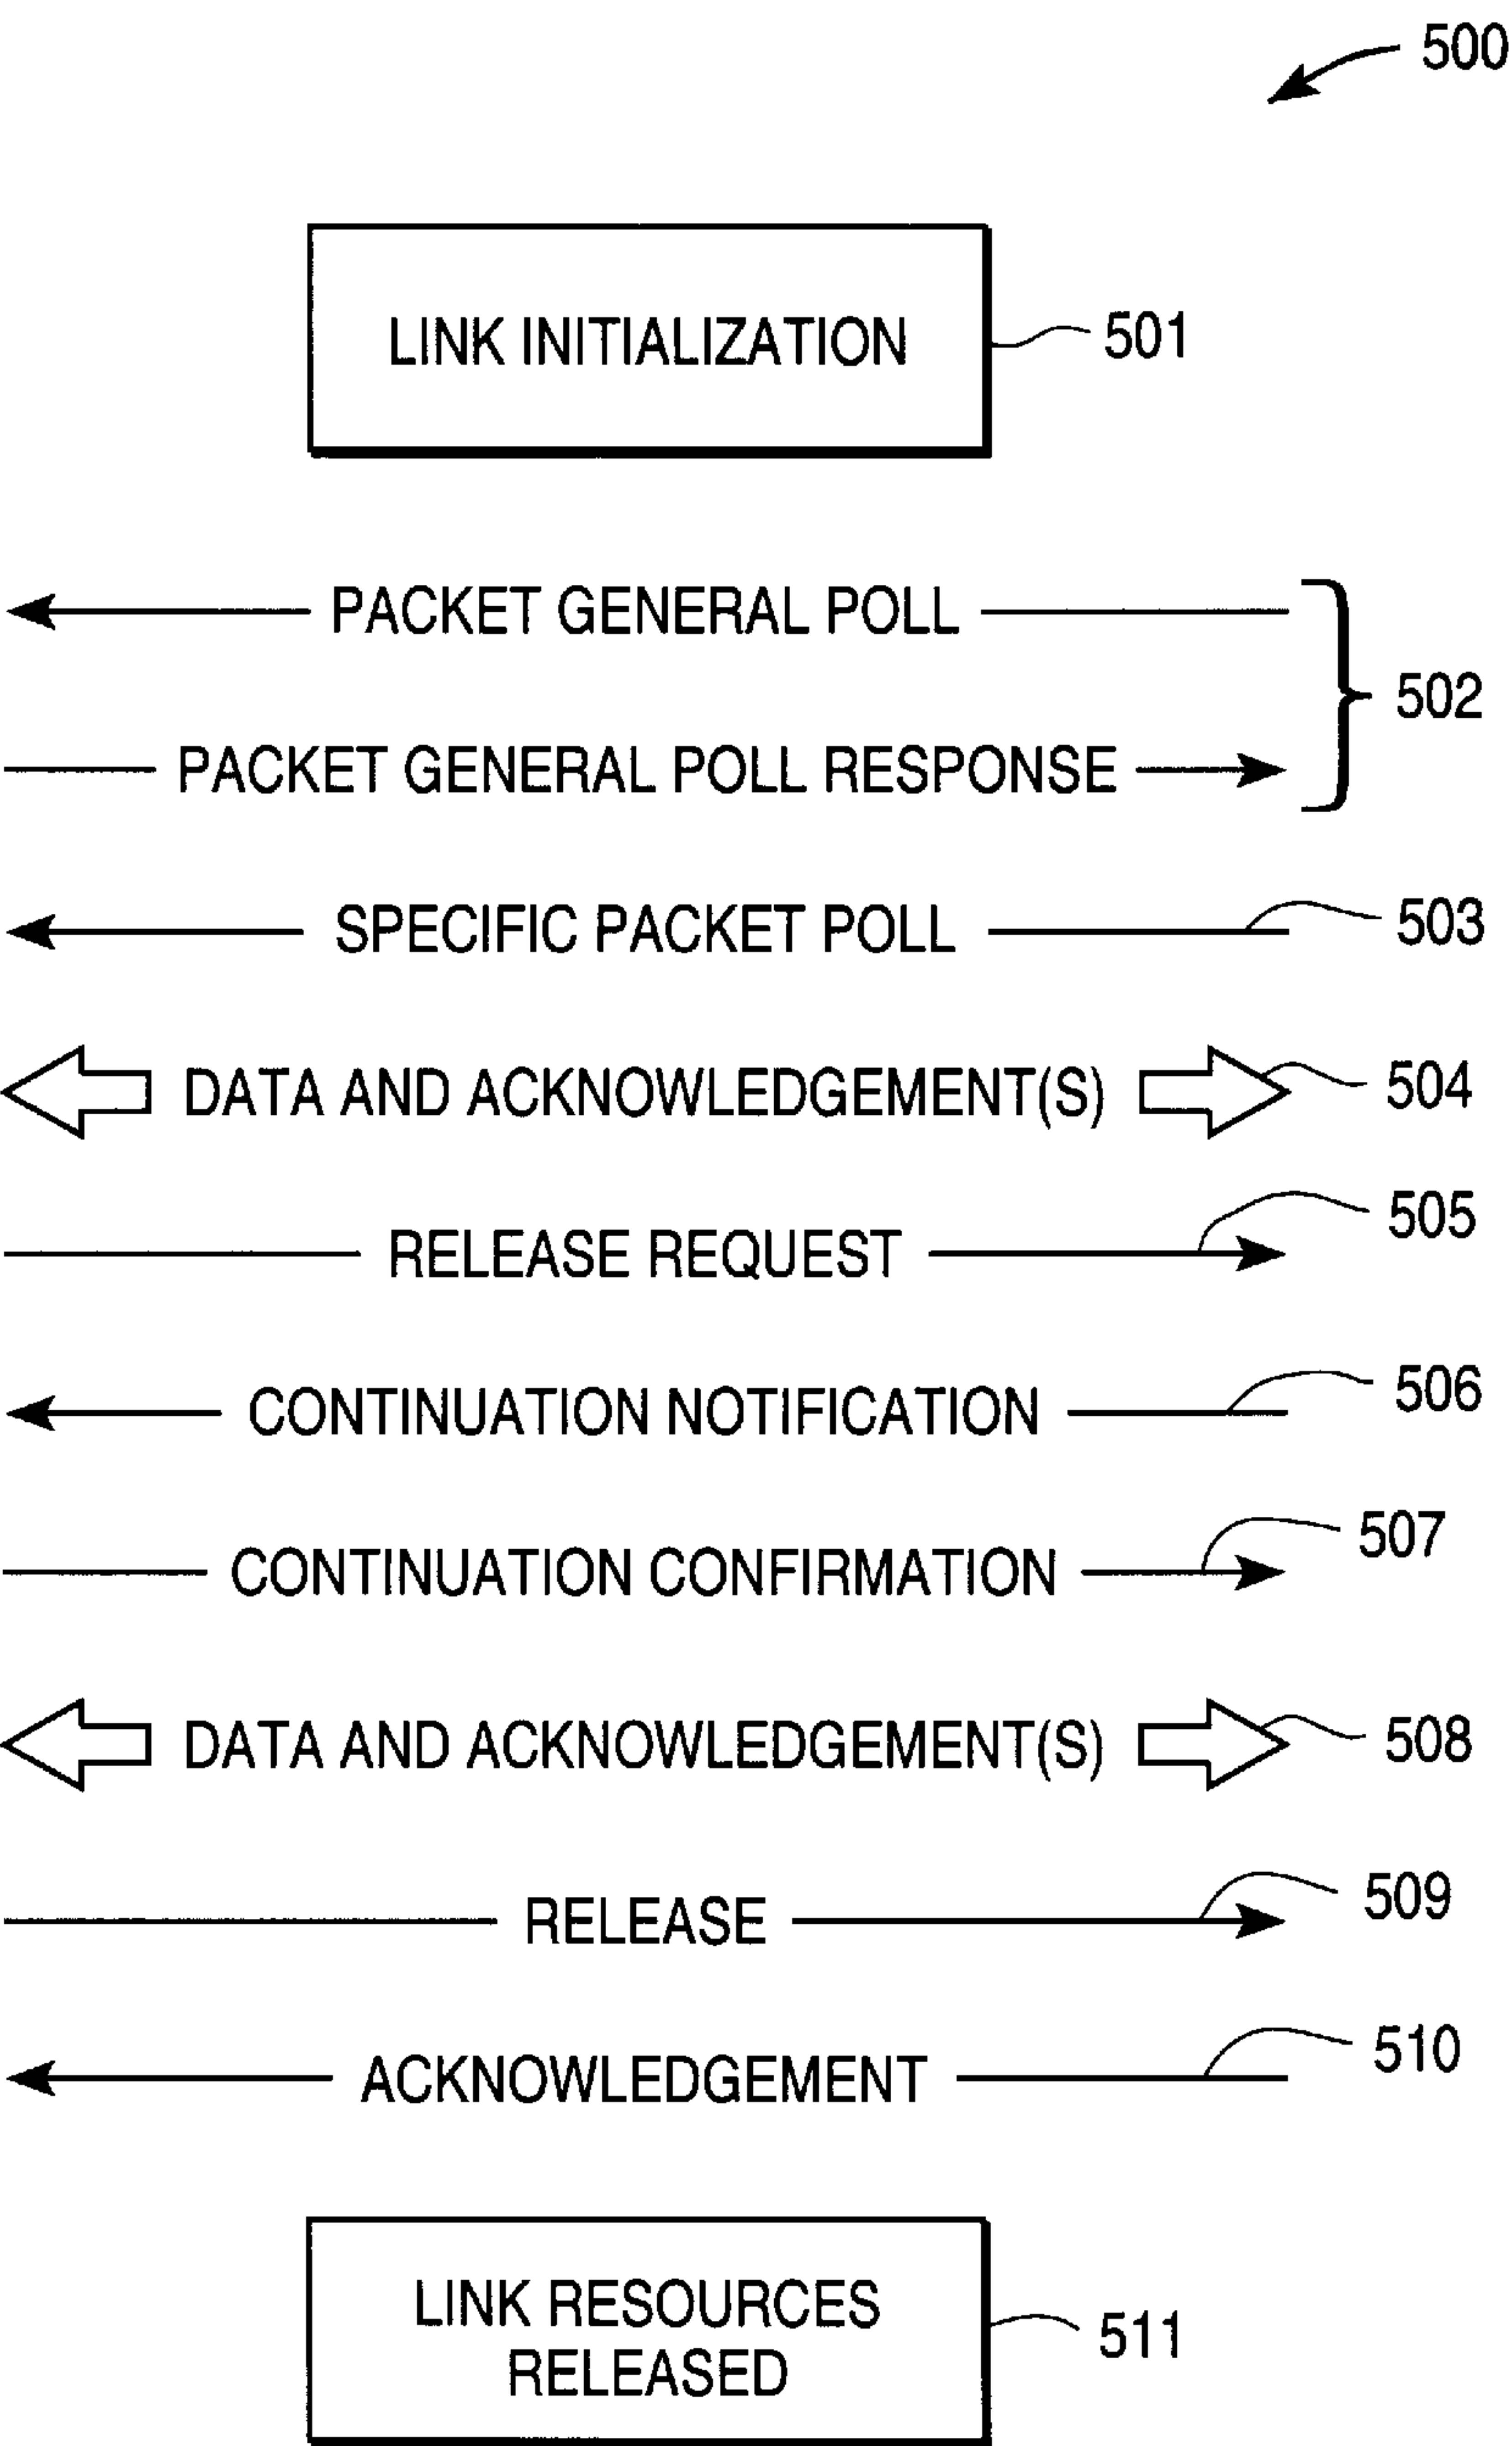 500
LINK INITIALIZATION 501
PACKET GENERAL POLL
502
PACKET GENERAL POLL RESPONSE
SPECIFIC PACKET POLL 503
DATA AND ACKNOWLEDGEMENT(S) 504
RELEASE REQUEST 505
CONTINUATION NOTIFICATION 506
CONTINUATION CONFIRMATION 507
DATA AND ACKNOWLEDGEMENT(S) 508
RELEASE 509
ACKNOWLEDGEMENT 510
LINK RESOURCES
RELEASED
511